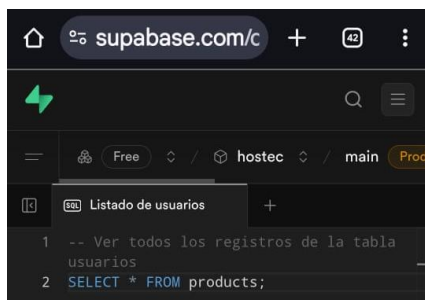 supabase.com/c
42
Free / hostec / main Proc
SQL Listado de usuarios
1 -- Ver todos los registros de la tabla
usuarios
2 SELECT * FROM products;